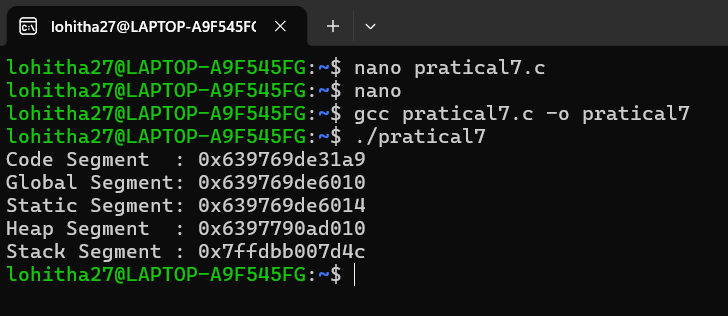 lohitha27@LAPTOP-A9F545FG
lohitha27@LAPTOP-A9F545FG:~$ nano pratical7.c
lohitha27@LAPTOP-A9F545FG:~$ nano
lohitha27@LAPTOP-A9F545FG:~$ gcc pratical7.c -o pratical7
lohitha27@LAPTOP-A9F545FG:~$ ./pratical7
Code Segment  : 0x639769de31a9
Global Segment: 0x639769de6010
Static Segment: 0x639769de6014
Heap Segment  : 0x6397790ad010
Stack Segment : 0x7ffdbb007d4c
lohitha27@LAPTOP-A9F545FG:~$